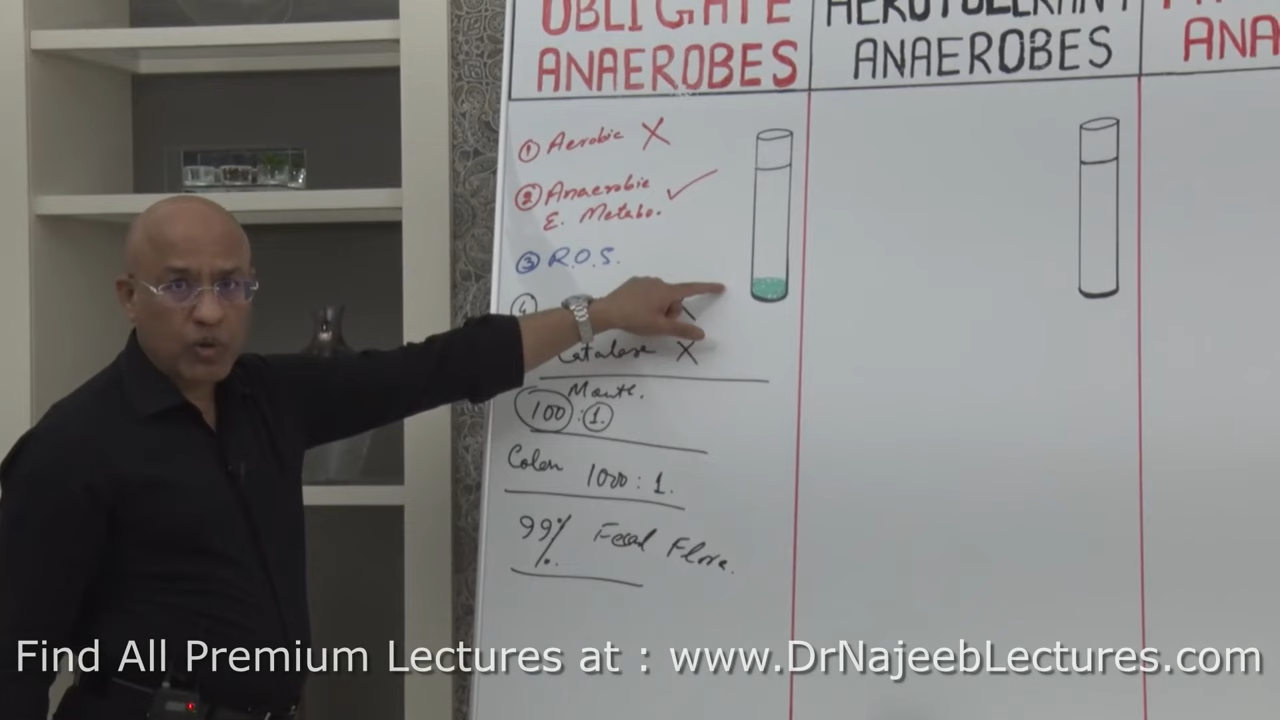 OBLIGATE
ANAEROBES
AEROTOLERANT
ANAEROBES
ANA
① Aerobic X
② Anaerobic ✓
E. Metabo.
③ R.O.S.
④
Catalase X
Mouth.
100 : 1.
Colon 1000 : 1.
99% Fecal Flora.
Find All Premium Lectures at : www.DrNajeebLectures.com